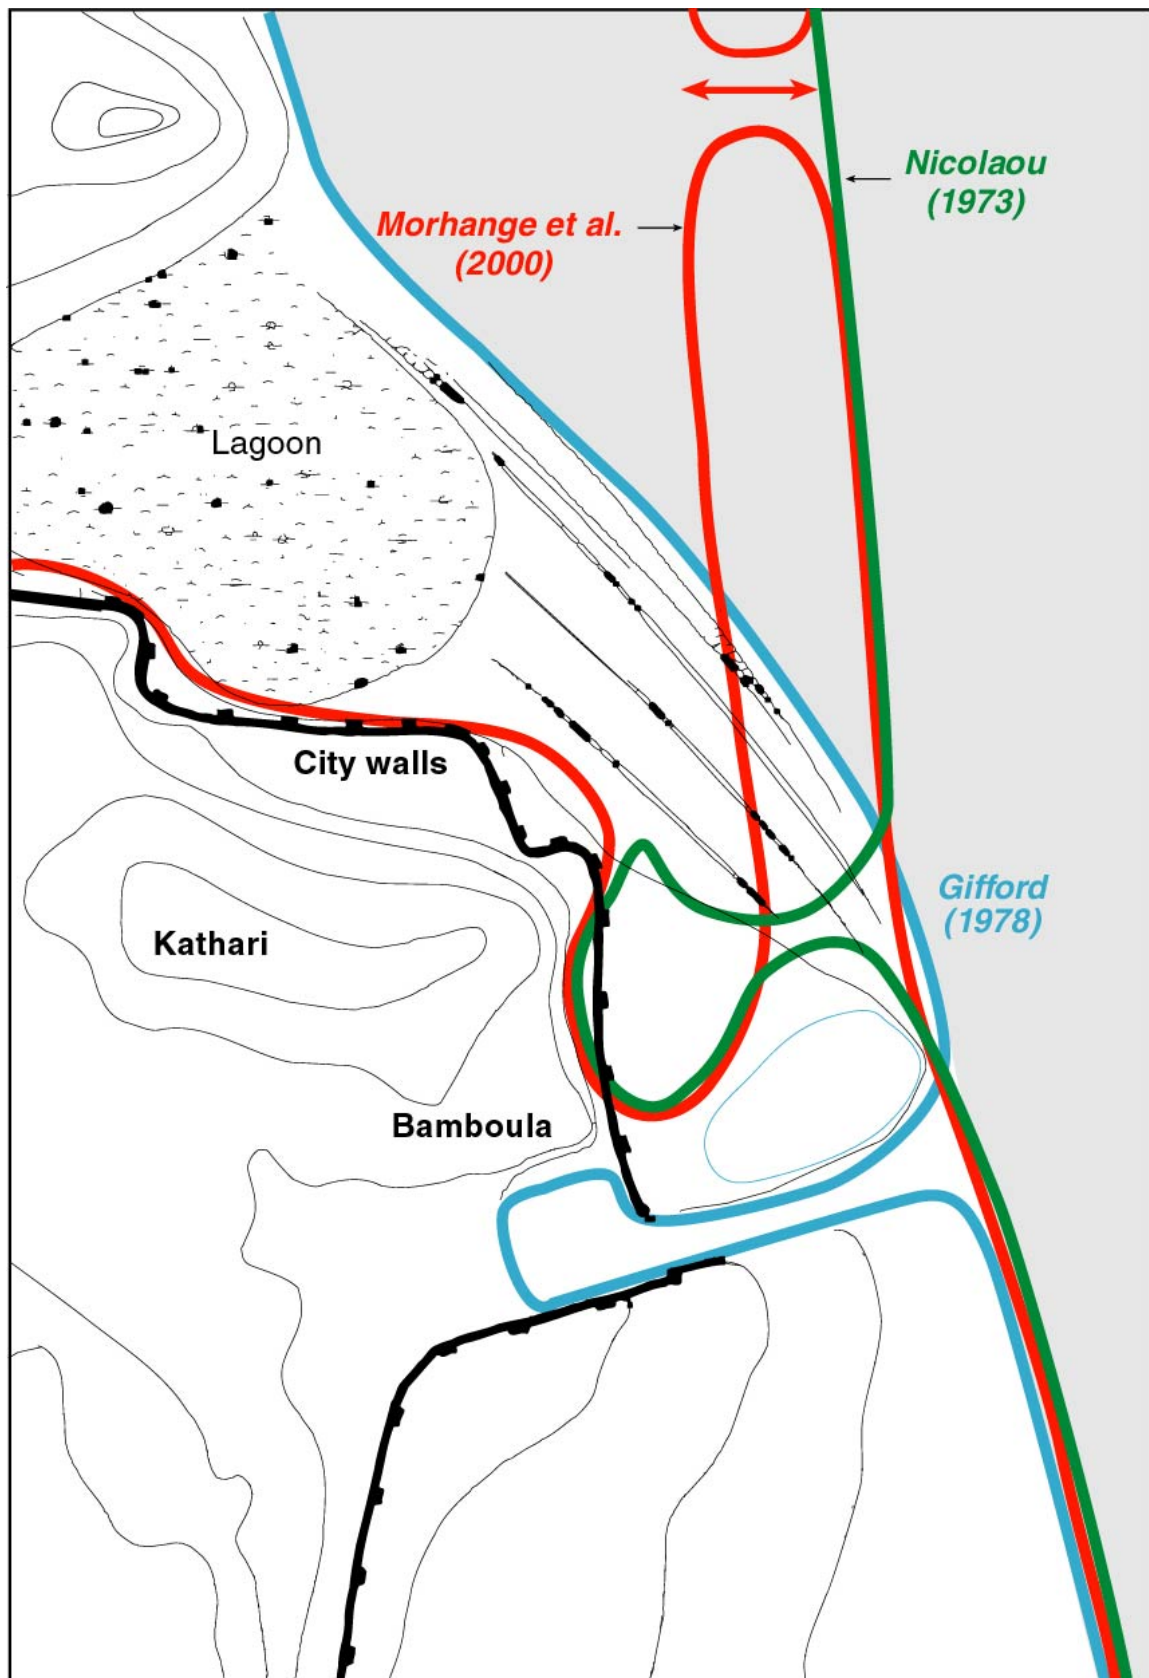 Nicolaou
(1973)
Morhange et al.
(2000)
Lagoon
City walls
Gifford
(1978)
Kathari
Bamboula